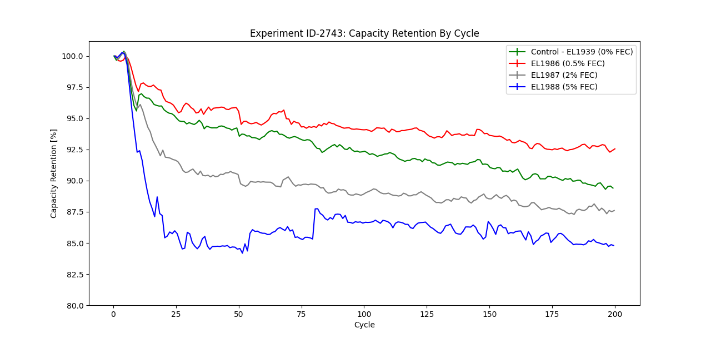 Experiment ID-2743: Capacity Retention By Cycle
Control - EL1939 (0% FEC)
EL1986 (0.5% FEC)
EL1987 (2% FEC)
EL1988 (5% FEC)
Capacity Retention [%]
100.0
97.5
95.0
92.5
90.0
87.5
85.0
82.5
80.0
0
25
50
75
100
125
150
175
200
Cycle